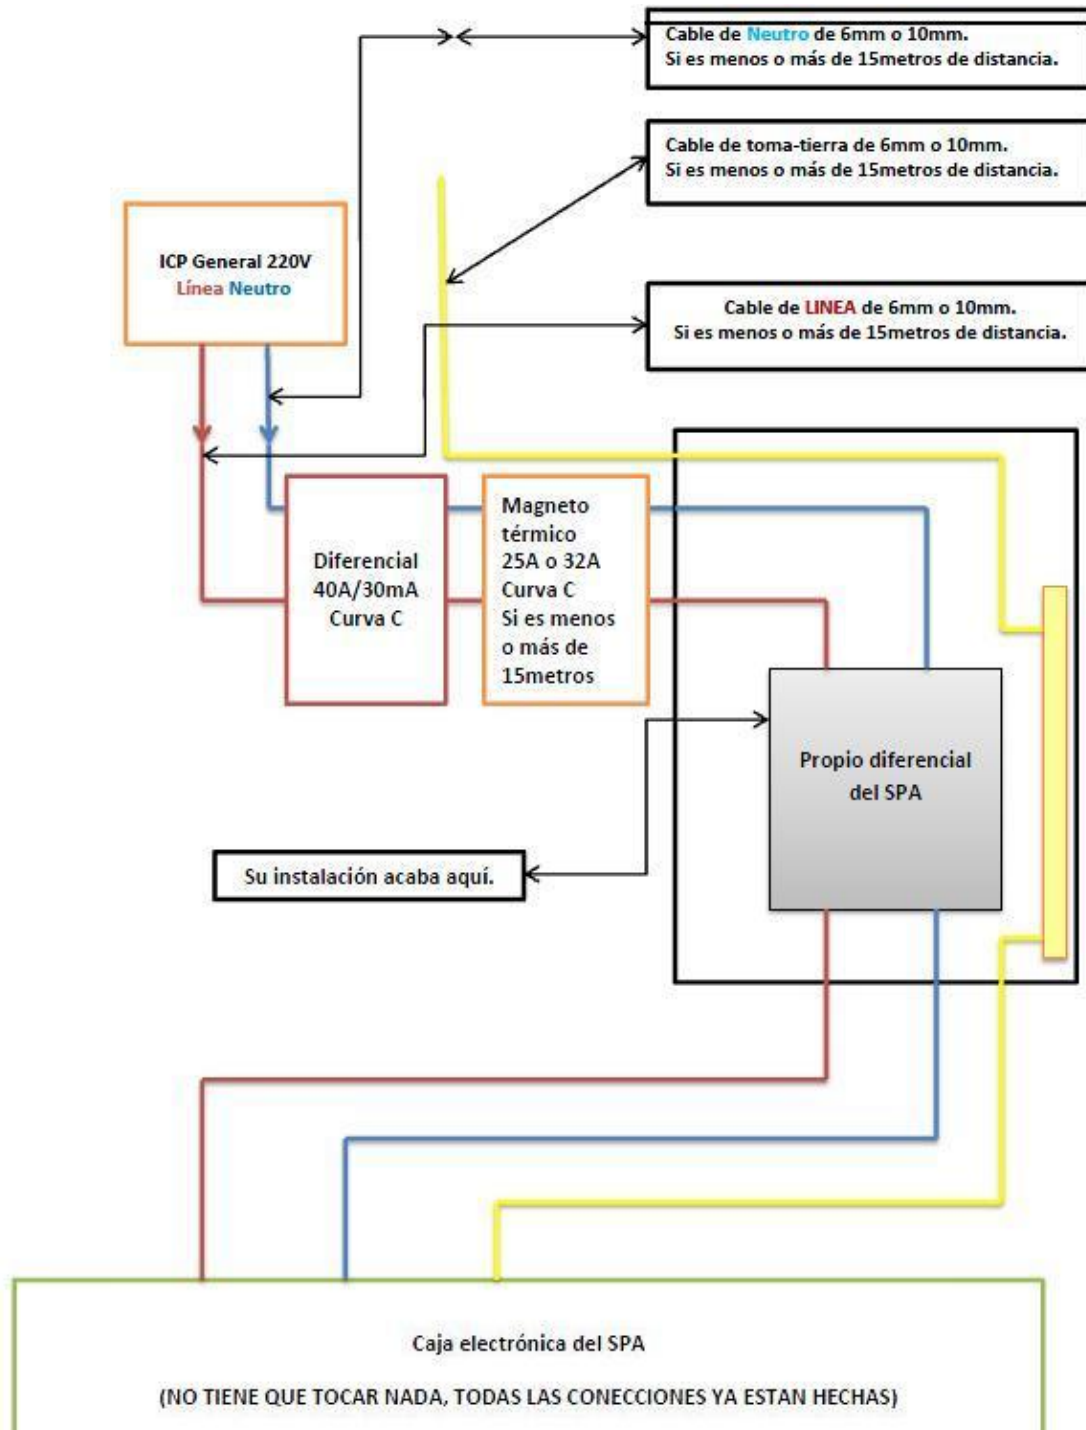 Cable de Neutro de 6mm o 10mm.
Si es menos o más de 15metros de distancia.
Cable de toma-tierra de 6mm o 10mm.
Si es menos o más de 15metros de distancia.
ICP General 220V
Línea Neutro
Cable de LINEA de 6mm o 10mm.
Si es menos o más de 15metros de distancia.
Diferencial
40A/30mA
Curva C
Magneto
térmico
25A o 32A
Curva C
Si es menos
o más de
15metros
Propio diferencial
del SPA
Su instalación acaba aquí.
Caja electrónica del SPA
(NO TIENE QUE TOCAR NADA, TODAS LAS CONECCIONES YA ESTAN HECHAS)